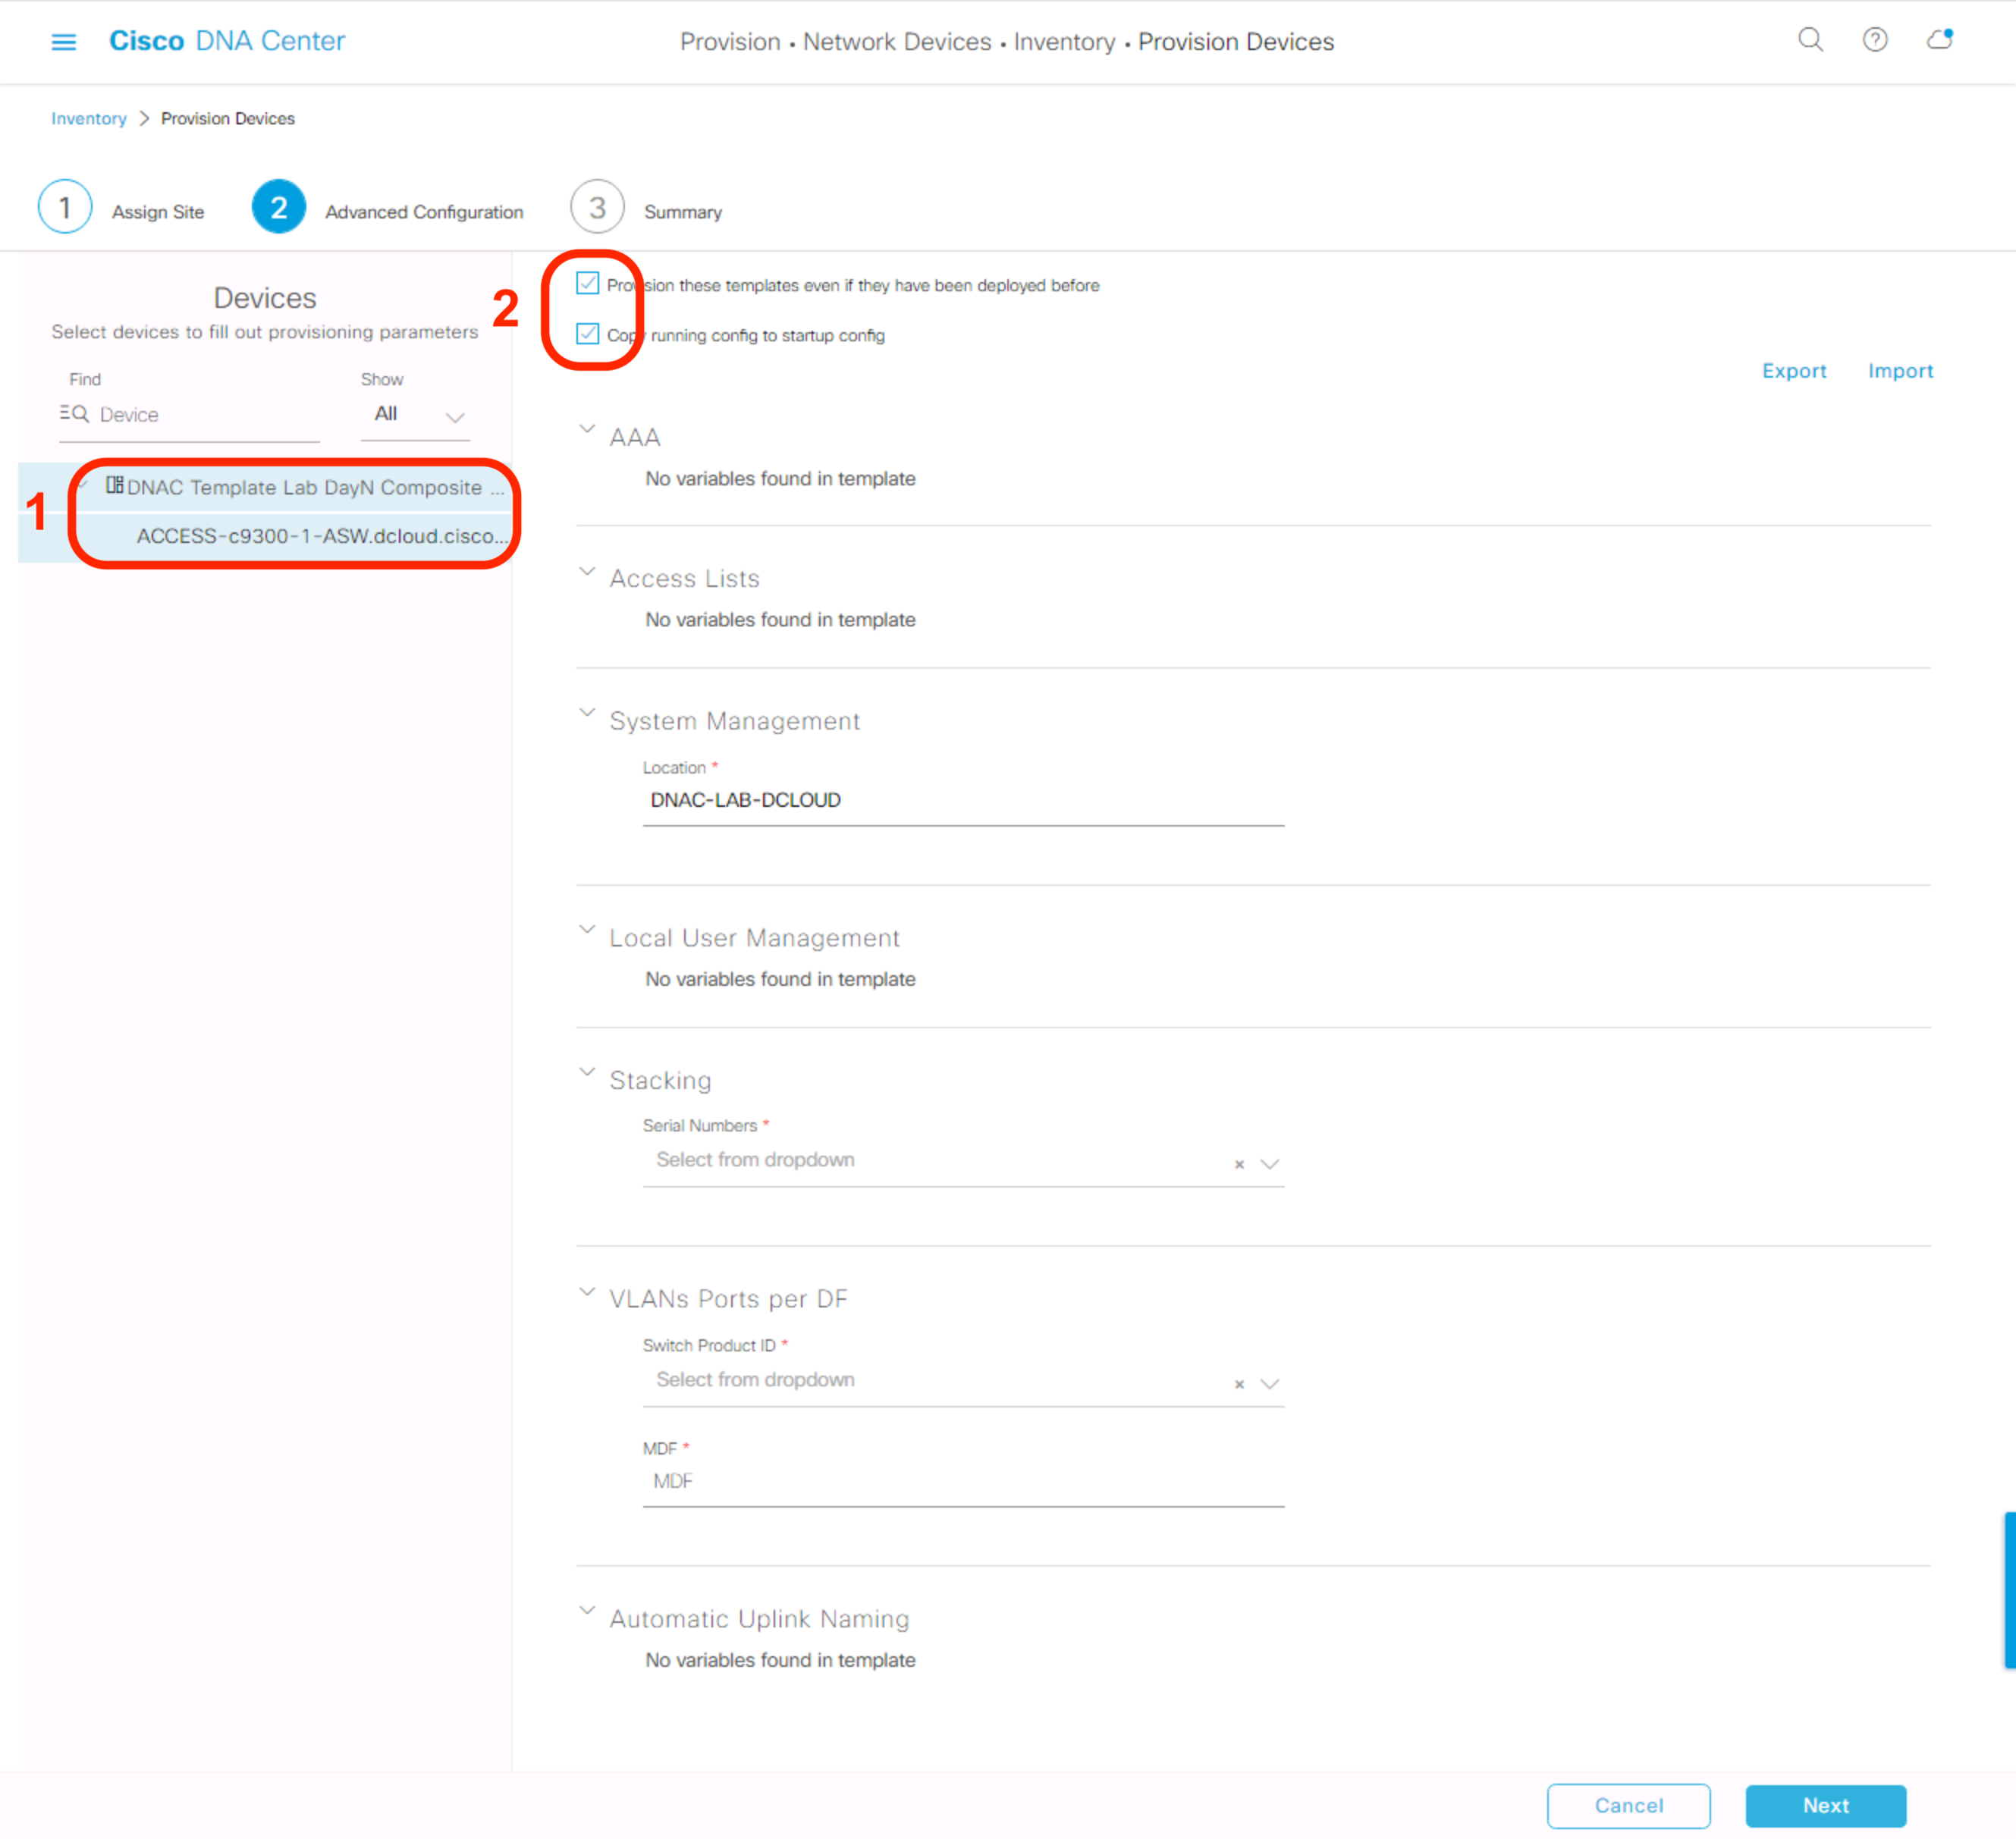 Cisco DNA Center
Provision • Network Devices • Inventory • Provision Devices
Inventory > Provision Devices
1 Assign Site
2 Advanced Configuration
3 Summary
Devices
Select devices to fill out provisioning parameters
Find
Show
Device
All
1
DNAC Template Lab DayN Composite ...
ACCESS-c9300-1-ASW.dcloud.cisco...
2
Provision these templates even if they have been deployed before
Copy running config to startup config
Export
Import
AAA
No variables found in template
Access Lists
No variables found in template
System Management
Location *
DNAC-LAB-DCLOUD
Local User Management
No variables found in template
Stacking
Serial Numbers *
Select from dropdown
VLANs Ports per DF
Switch Product ID *
Select from dropdown
MDF *
MDF
Automatic Uplink Naming
No variables found in template
Cancel
Next